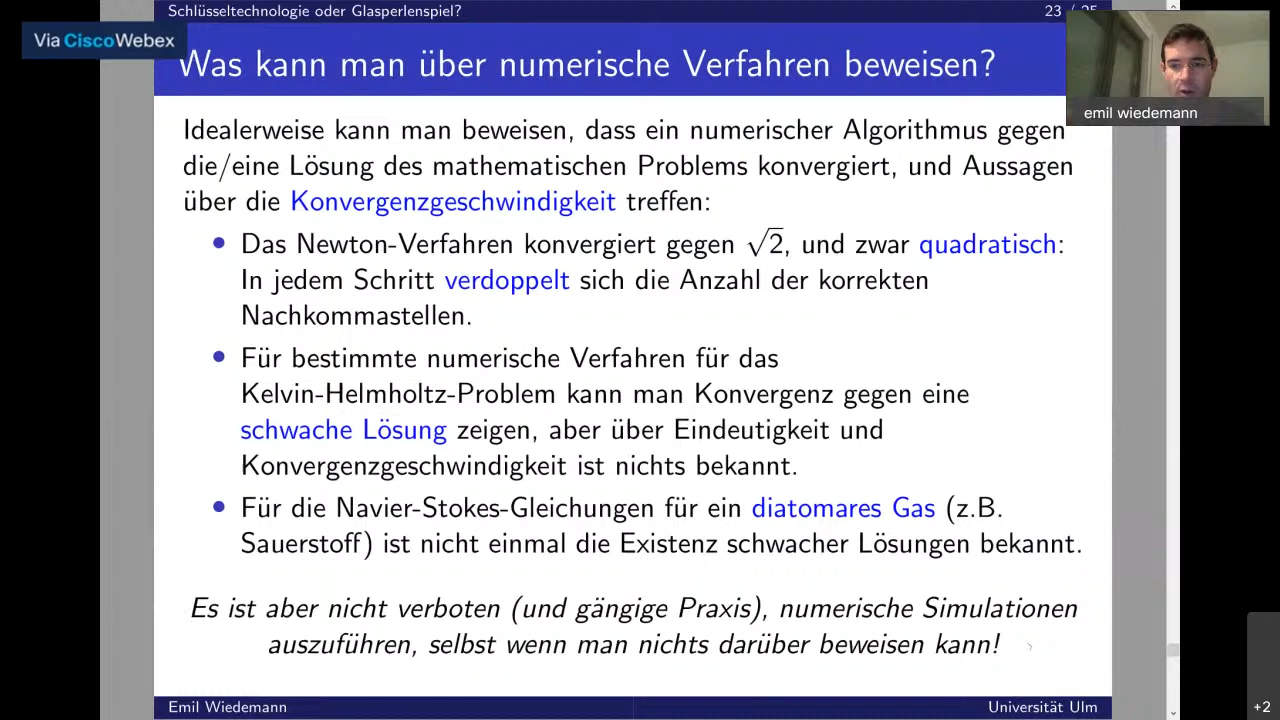 Schlüsseltechnologie oder Glasperlenspiel?
23 / 25
Via CiscoWebex
Was kann man über numerische Verfahren beweisen?
emil wiedemann
Idealerweise kann man beweisen, dass ein numerischer Algorithmus gegen
die/eine Lösung des mathematischen Problems konvergiert, und Aussagen
über die Konvergenzgeschwindigkeit treffen:
• Das Newton-Verfahren konvergiert gegen √2, und zwar quadratisch:
In jedem Schritt verdoppelt sich die Anzahl der korrekten
Nachkommastellen.
• Für bestimmte numerische Verfahren für das
Kelvin-Helmholtz-Problem kann man Konvergenz gegen eine
schwache Lösung zeigen, aber über Eindeutigkeit und
Konvergenzgeschwindigkeit ist nichts bekannt.
• Für die Navier-Stokes-Gleichungen für ein diatomares Gas (z.B.
Sauerstoff) ist nicht einmal die Existenz schwacher Lösungen bekannt.
Es ist aber nicht verboten (und gängige Praxis), numerische Simulationen
auszuführen, selbst wenn man nichts darüber beweisen kann!
Emil Wiedemann
Universität Ulm
+2